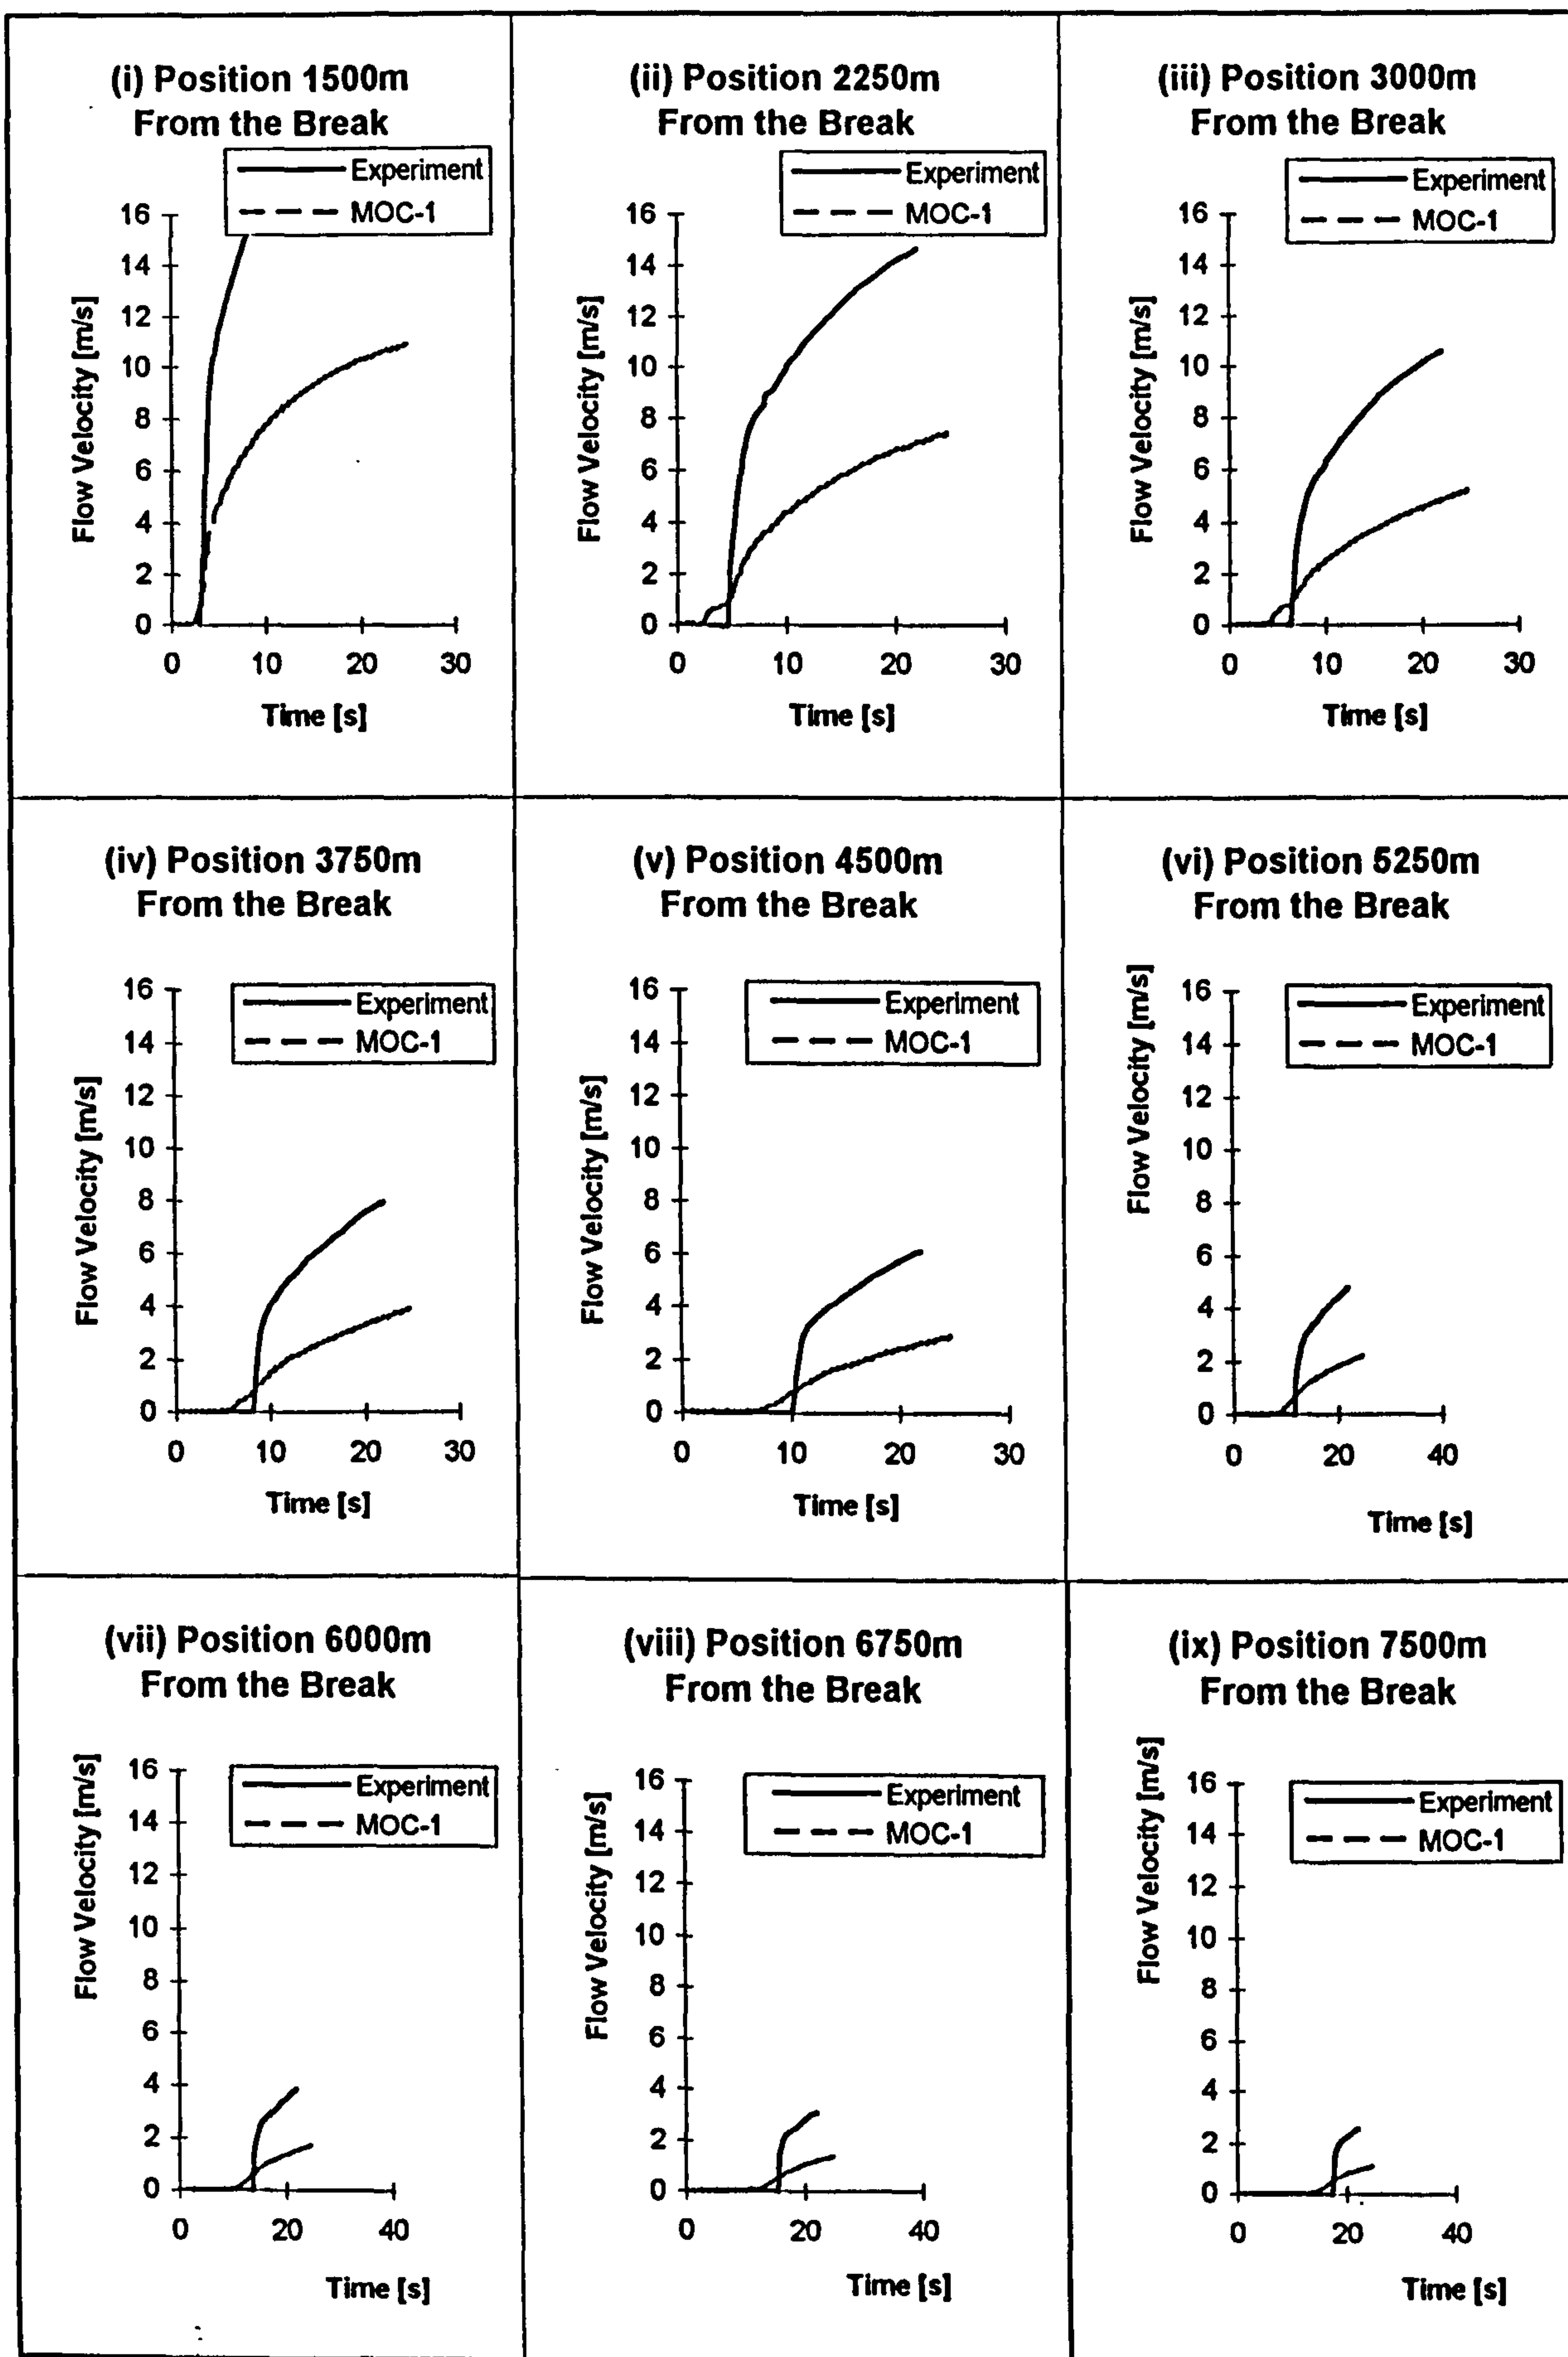 (i) Position 1500m
From the Break
Experiment
MOC-1
Flow Velocity [m/s]
16
14
12
10
8
6
4
2
0
0 10 20 30
Time [s]
(ii) Position 2250m
From the Break
Experiment
MOC-1
Flow Velocity [m/s]
16
14
12
10
8
6
4
2
0
0 10 20 30
Time [s]
(iii) Position 3000m
From the Break
Experiment
MOC-1
Flow Velocity [m/s]
16
14
12
10
8
6
4
2
0
0 10 20 30
Time [s]
(iv) Position 3750m
From the Break
Experiment
MOC-1
Flow Velocity [m/s]
16
14
12
10
8
6
4
2
0
0 10 20 30
Time [s]
(v) Position 4500m
From the Break
Experiment
MOC-1
Flow Velocity [m/s]
16
14
12
10
8
6
4
2
0
0 10 20 30
Time [s]
(vi) Position 5250m
From the Break
Experiment
MOC-1
Flow Velocity [m/s]
16
14
12
10
8
6
4
2
0
0 20 40
Time [s]
(vii) Position 6000m
From the Break
Experiment
MOC-1
Flow Velocity [m/s]
16
14
12
10
8
6
4
2
0
0 20 40
Time [s]
(viii) Position 6750m
From the Break
Experiment
MOC-1
Flow Velocity [m/s]
16
14
12
10
8
6
4
2
0
0 20 40
Time [s]
(ix) Position 7500m
From the Break
Experiment
MOC-1
Flow Velocity [m/s]
16
14
12
10
8
6
4
2
0
0 20 40
Time [s]